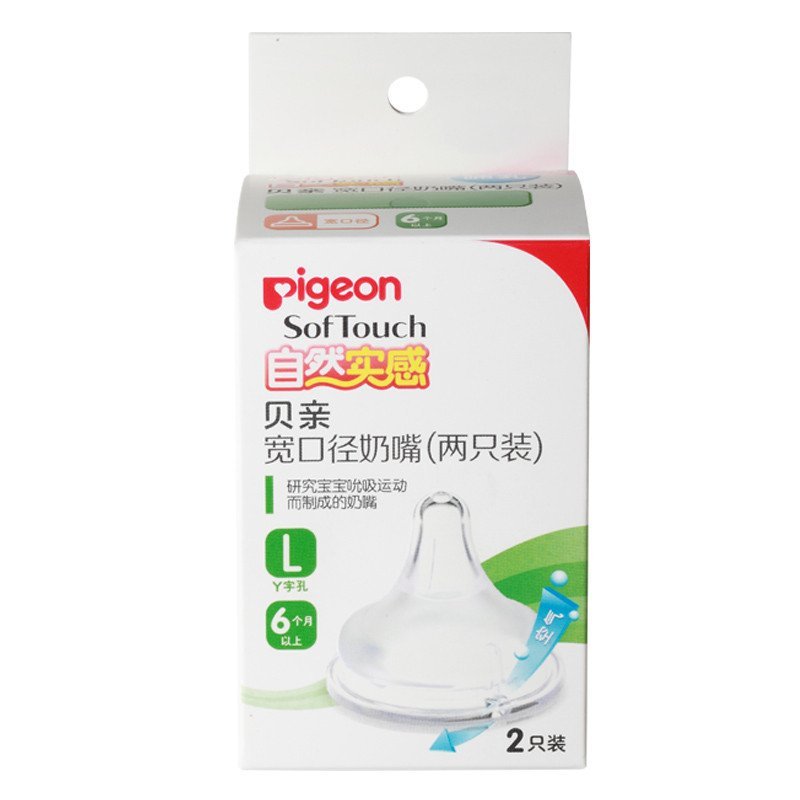 贝亲 宽口径奶嘴(两只装)
宽口径
6个月
以上
Pigeon
SofTouch
自然实感
贝亲
宽口径奶嘴(两只装)
研究宝宝吮吸运动
而制成的奶嘴
L
丫字孔
6个月
以上
空气
2只装